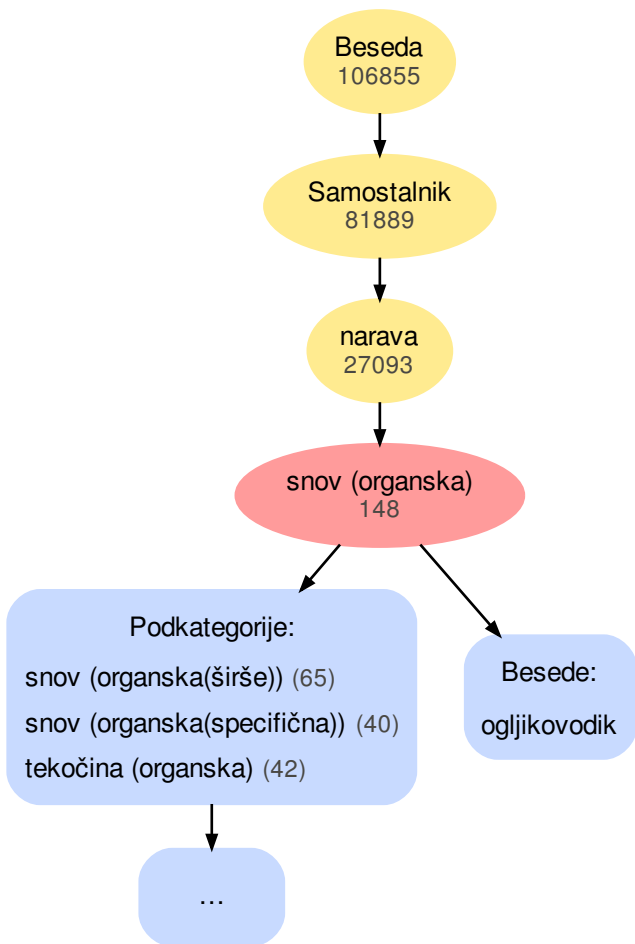 Beseda
106855
Samostalnik
81889
narava
27093
snov (organska)
148
Podkategorije:
snov (organska(širše)) (65)
snov (organska(specifična)) (40)
tekočina (organska) (42)
Besede:
ogljikovodik
...